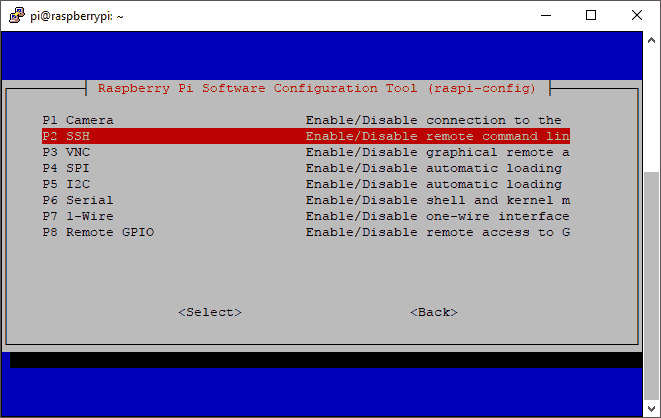 pi@raspberrypi: ~
Raspberry Pi Software Configuration Tool (raspi-config)
P1 Camera Enable/Disable connection to the
P2 SSH Enable/Disable remote command lin
P3 VNC Enable/Disable graphical remote a
P4 SPI Enable/Disable automatic loading
P5 I2C Enable/Disable automatic loading
P6 Serial Enable/Disable shell and kernel m
P7 1-Wire Enable/Disable one-wire interface
P8 Remote GPIO Enable/Disable remote access to G
<Select> <Back>